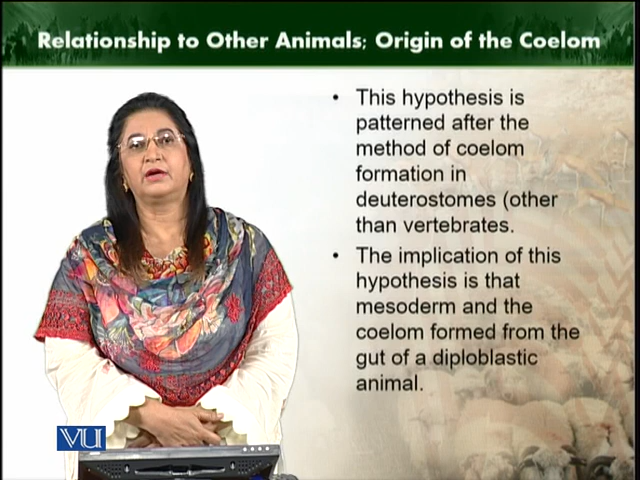 Relationship to Other Animals; Origin of the Coelom
• This hypothesis is
patterned after the
method of coelom
formation in
deuterostomes (other
than vertebrates.
• The implication of this
hypothesis is that
mesoderm and the
coelom formed from the
gut of a diploblastic
animal.
VU